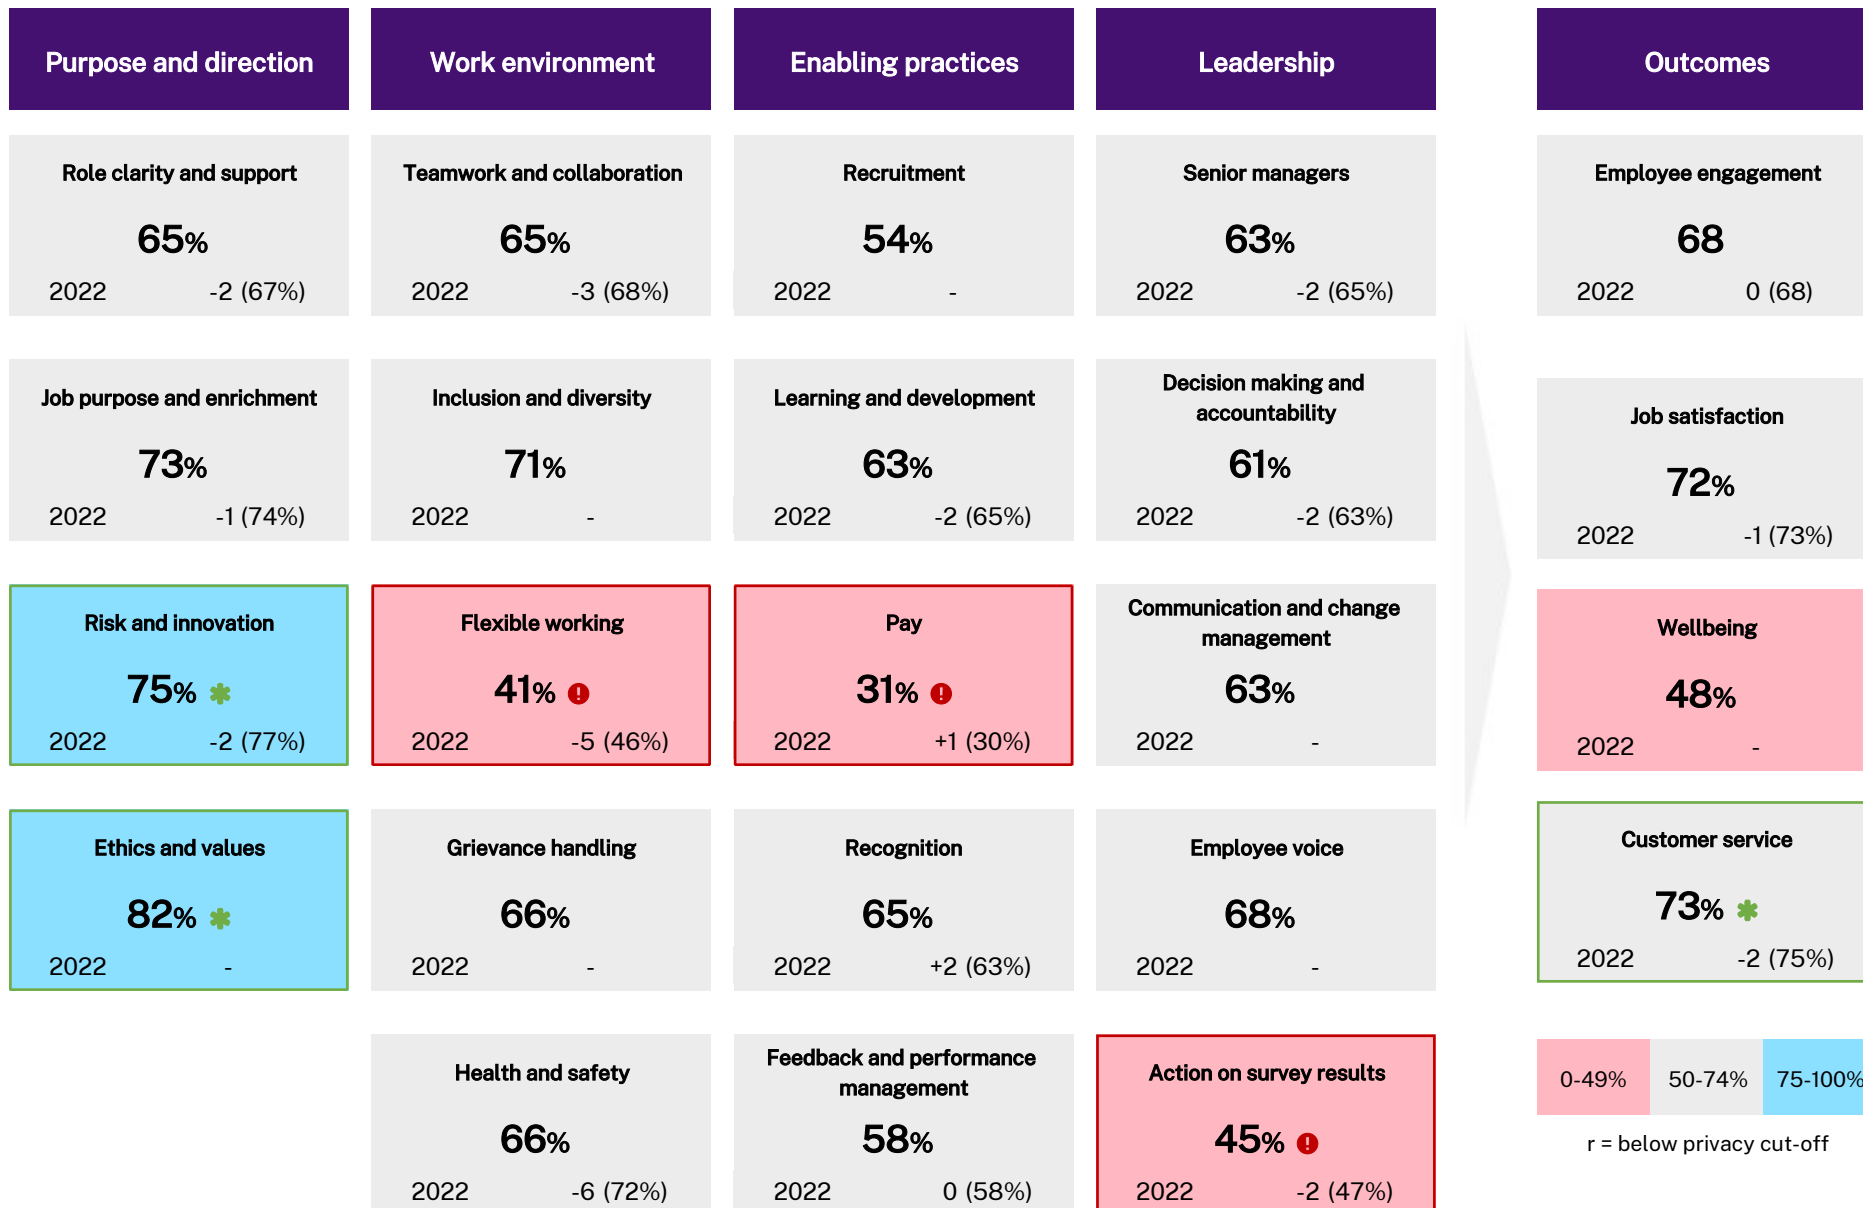 Purpose and direction
Role clarity and support
65%
2022 -2 (67%)
Job purpose and enrichment
73%
2022 -1 (74%)
Risk and innovation
75%
2022 -2 (77%)
Ethics and values
82%
2022 -
Work environment
Teamwork and collaboration
65%
2022 -3 (68%)
Inclusion and diversity
71%
2022 -
Flexible working
41%
2022 -5 (46%)
Grievance handling
66%
2022 -
Health and safety
66%
2022 -6 (72%)
Enabling practices
Recruitment
54%
2022 -
Learning and development
63%
2022 -2 (65%)
Pay
31%
2022 +1 (30%)
Recognition
65%
2022 +2 (63%)
Feedback and performance
management
58%
2022 0 (58%)
Leadership
Senior managers
63%
2022 -2 (65%)
Decision making and
accountability
61%
2022 -2 (63%)
Communication and change
management
63%
2022 -
Employee voice
68%
2022 -
Action on survey results
45%
2022 -2 (47%)
Outcomes
Employee engagement
68
2022 0 (68)
Job satisfaction
72%
2022 -1 (73%)
Wellbeing
48%
2022 -
Customer service
73%
2022 -2 (75%)
0-49% 50-74% 75-100%
r = below privacy cut-off